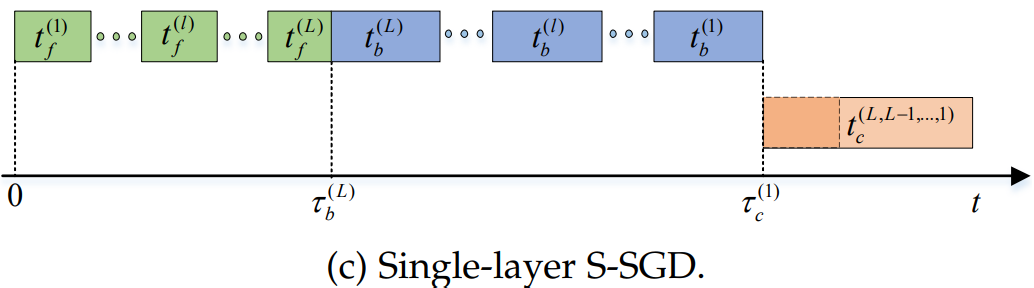 t_f^{(1)} t_f^{(l)} t_f^{(L)} t_b^{(L)} t_b^{(l)} t_b^{(1)}
t_c^{(L,L-1,...,1)}
0 τ_b^{(L)} τ_c^{(1)} t
(c) Single-layer S-SGD.